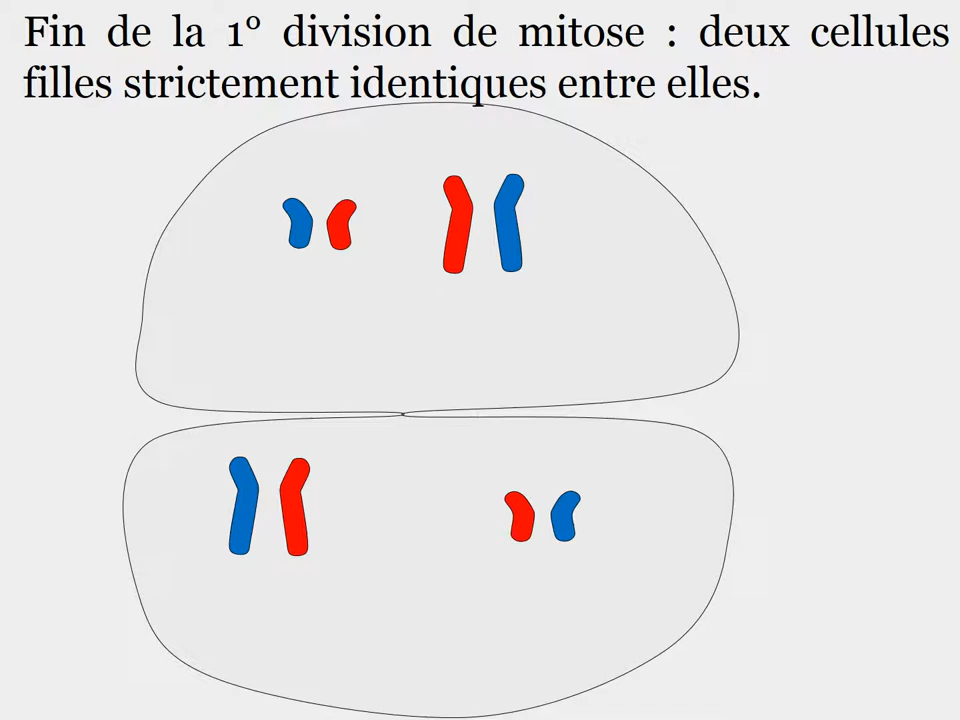 Fin de la 1° division de mitose : deux cellules
filles strictement identiques entre elles.